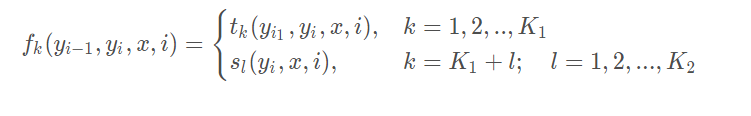 f_k(y_{i−1}, y_i, x, i) = { t_k(y_{i1}, y_i, x, i),   k = 1, 2, .., K_1
s_l(y_i, x, i),   k = K_1 + l;   l = 1, 2, ..., K_2